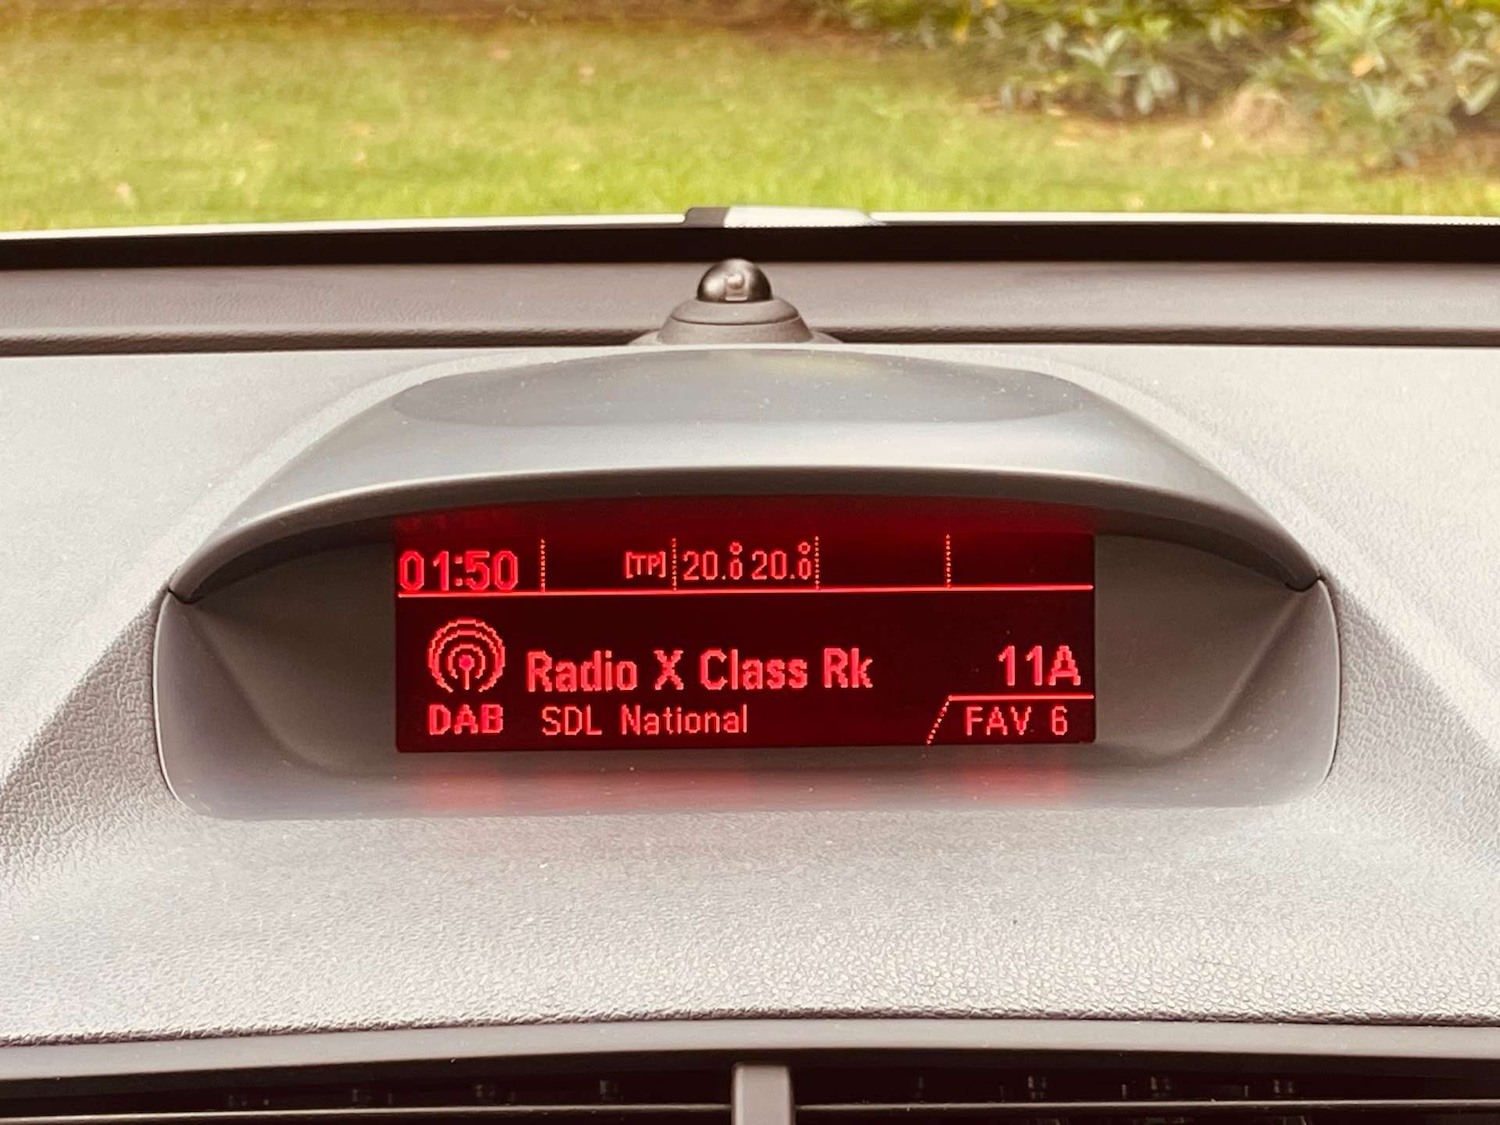 01:50 [TP] 20.0° 20.0°
Radio X Class Rk 11A
DAB SDL National FAV 6